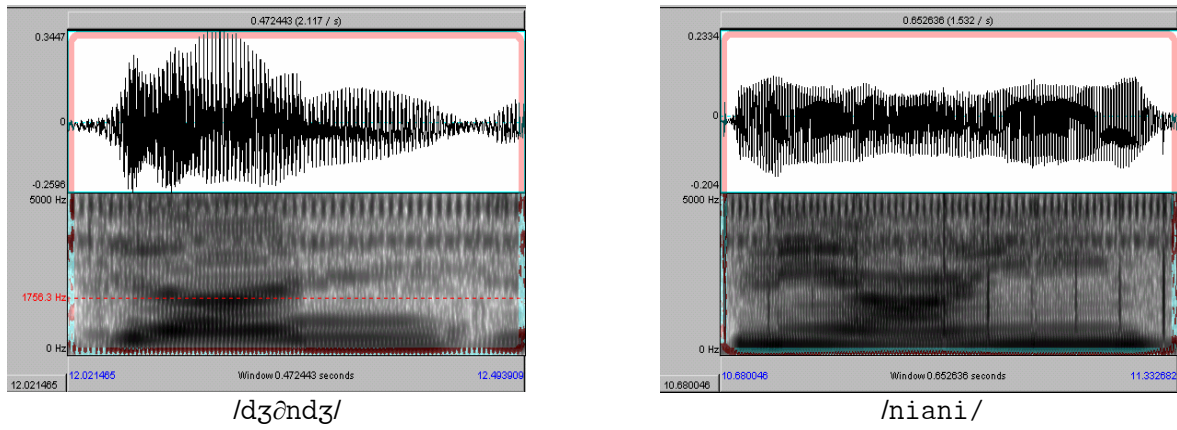 0.472443 (2.117 / s)
0.3447
0
-0.2596
5000 Hz
1756.3 Hz
0 Hz
12.021465
12.021465 Window 0.472443 seconds 12.493909
/dʒ∂ndʒ/
0.652636 (1.532 / s)
0.2334
0
-0.204
5000 Hz
0 Hz
10.680046
10.680046 Window 0.652636 seconds 11.332682
/niani/